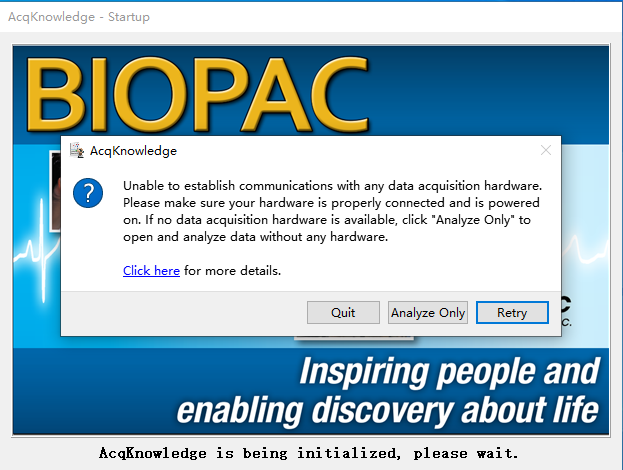 AcqKnowledge - Startup
BIOPAC
AcqKnowledge
Unable to establish communications with any data acquisition hardware.
Please make sure your hardware is properly connected and is powered
on. If no data acquisition hardware is available, click "Analyze Only" to
open and analyze data without any hardware.
Click here for more details.
Quit
Analyze Only
Retry
C
C.
Inspiring people and
enabling discovery about life
AcqKnowledge is being initialized, please wait.